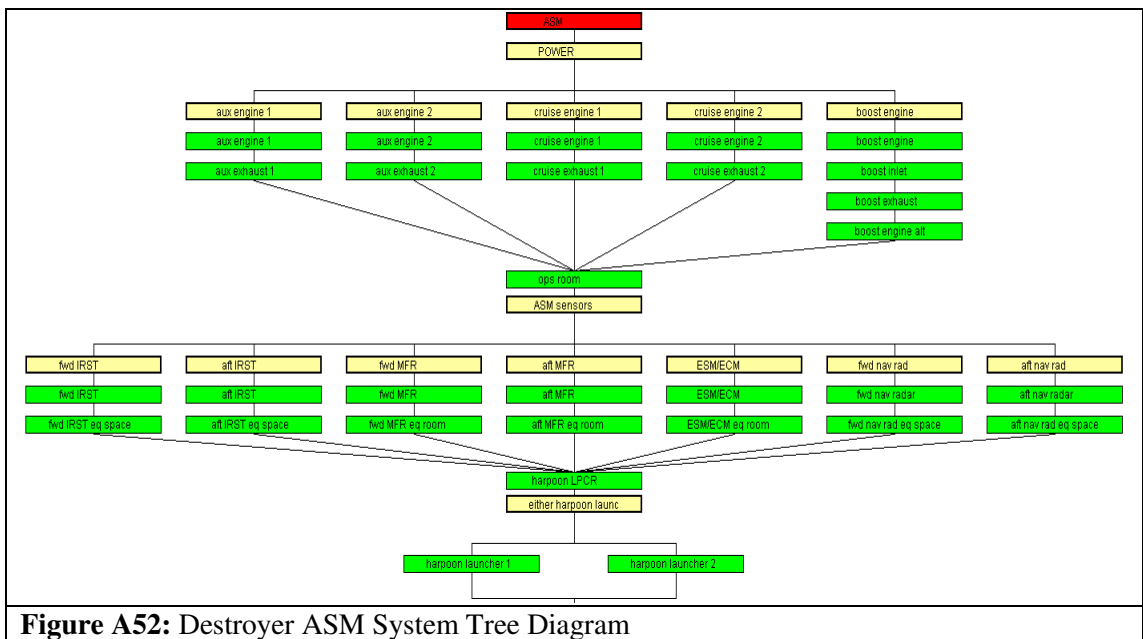 ASM
POWER
aux engine 1 aux engine 2 cruise engine 1 cruise engine 2 boost engine
aux engine 1 aux engine 2 cruise engine 1 cruise engine 2 boost engine
aux exhaust 1 aux exhaust 2 cruise exhaust 1 cruise exhaust 2 boost inlet
boost exhaust
boost engine alt
ops room
ASM sensors
fwd IRST aft IRST fwd MFR aft MFR ESM/ECM fwd nav rad aft nav rad
fwd IRST aft IRST fwd MFR aft MFR ESM/ECM fwd nav radar aft nav radar
fwd IRST eq space aft IRST eq space fwd MFR eq room aft MFR eq room ESM/ECM eq room fwd nav rad eq space aft nav rad eq space
harpoon LPCR
either harpoon launc
harpoon launcher 1 harpoon launcher 2
Figure A52: Destroyer ASM System Tree Diagram